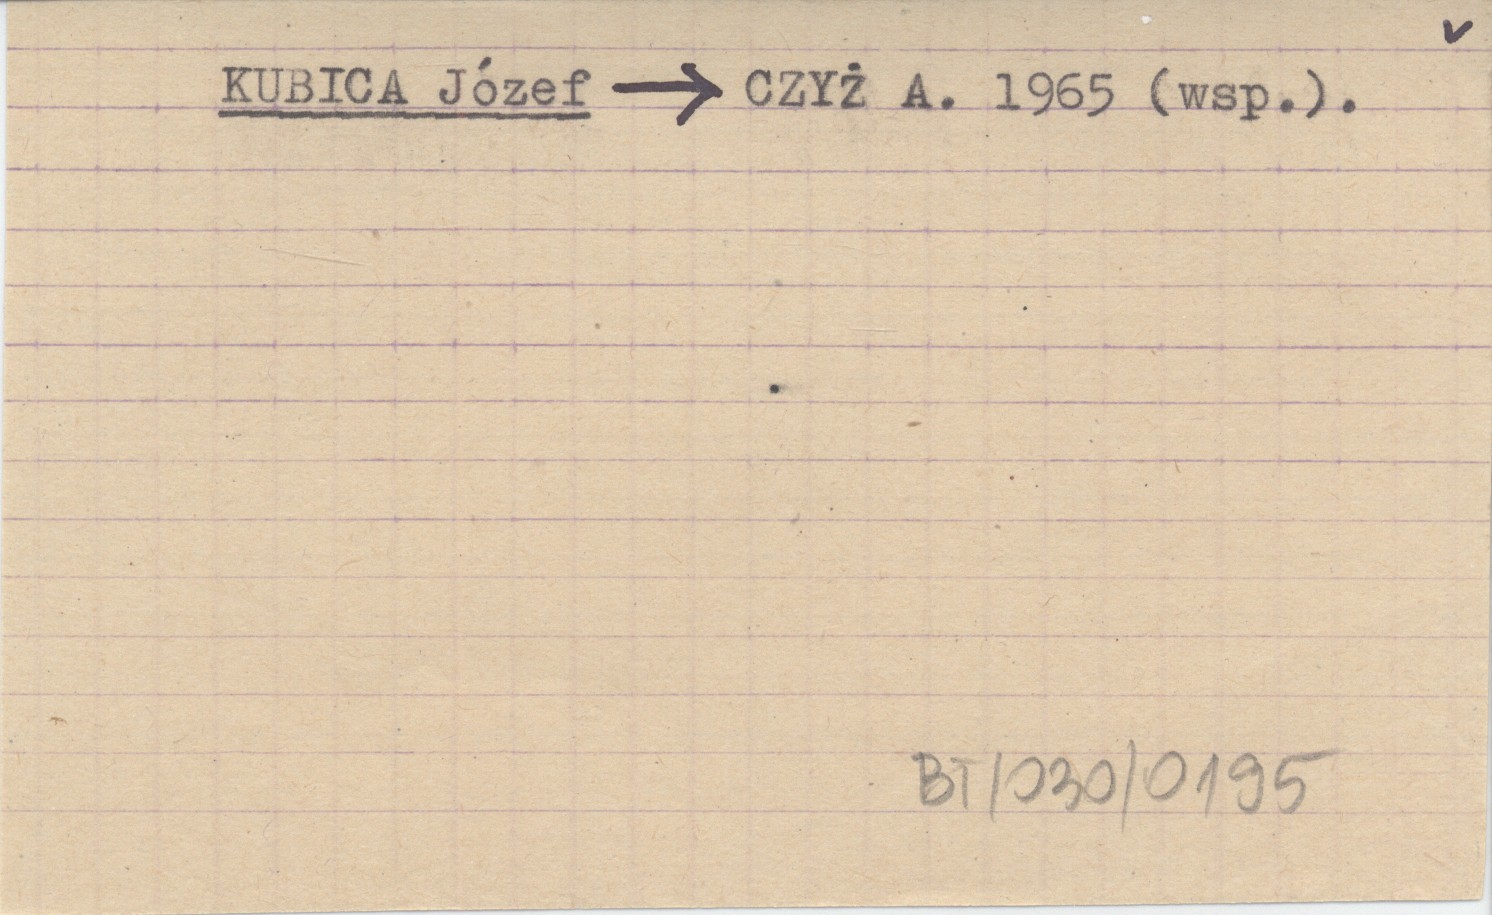 KUBICA Józef → CZYŻ A. 1965 (wsp.).
BT/030/0195